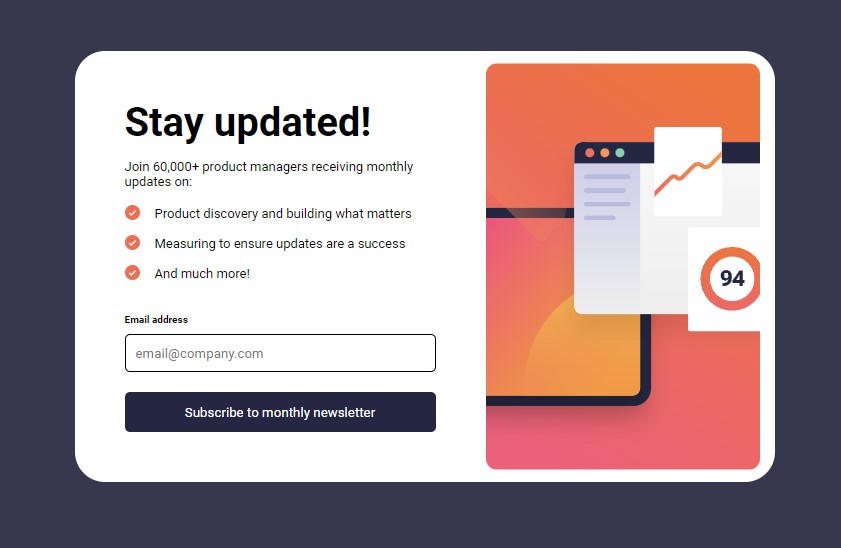 Stay updated!
Join 60,000+ product managers receiving monthly
updates on:
Product discovery and building what matters
Measuring to ensure updates are a success
And much more!
Email address
email@company.com
Subscribe to monthly newsletter
94